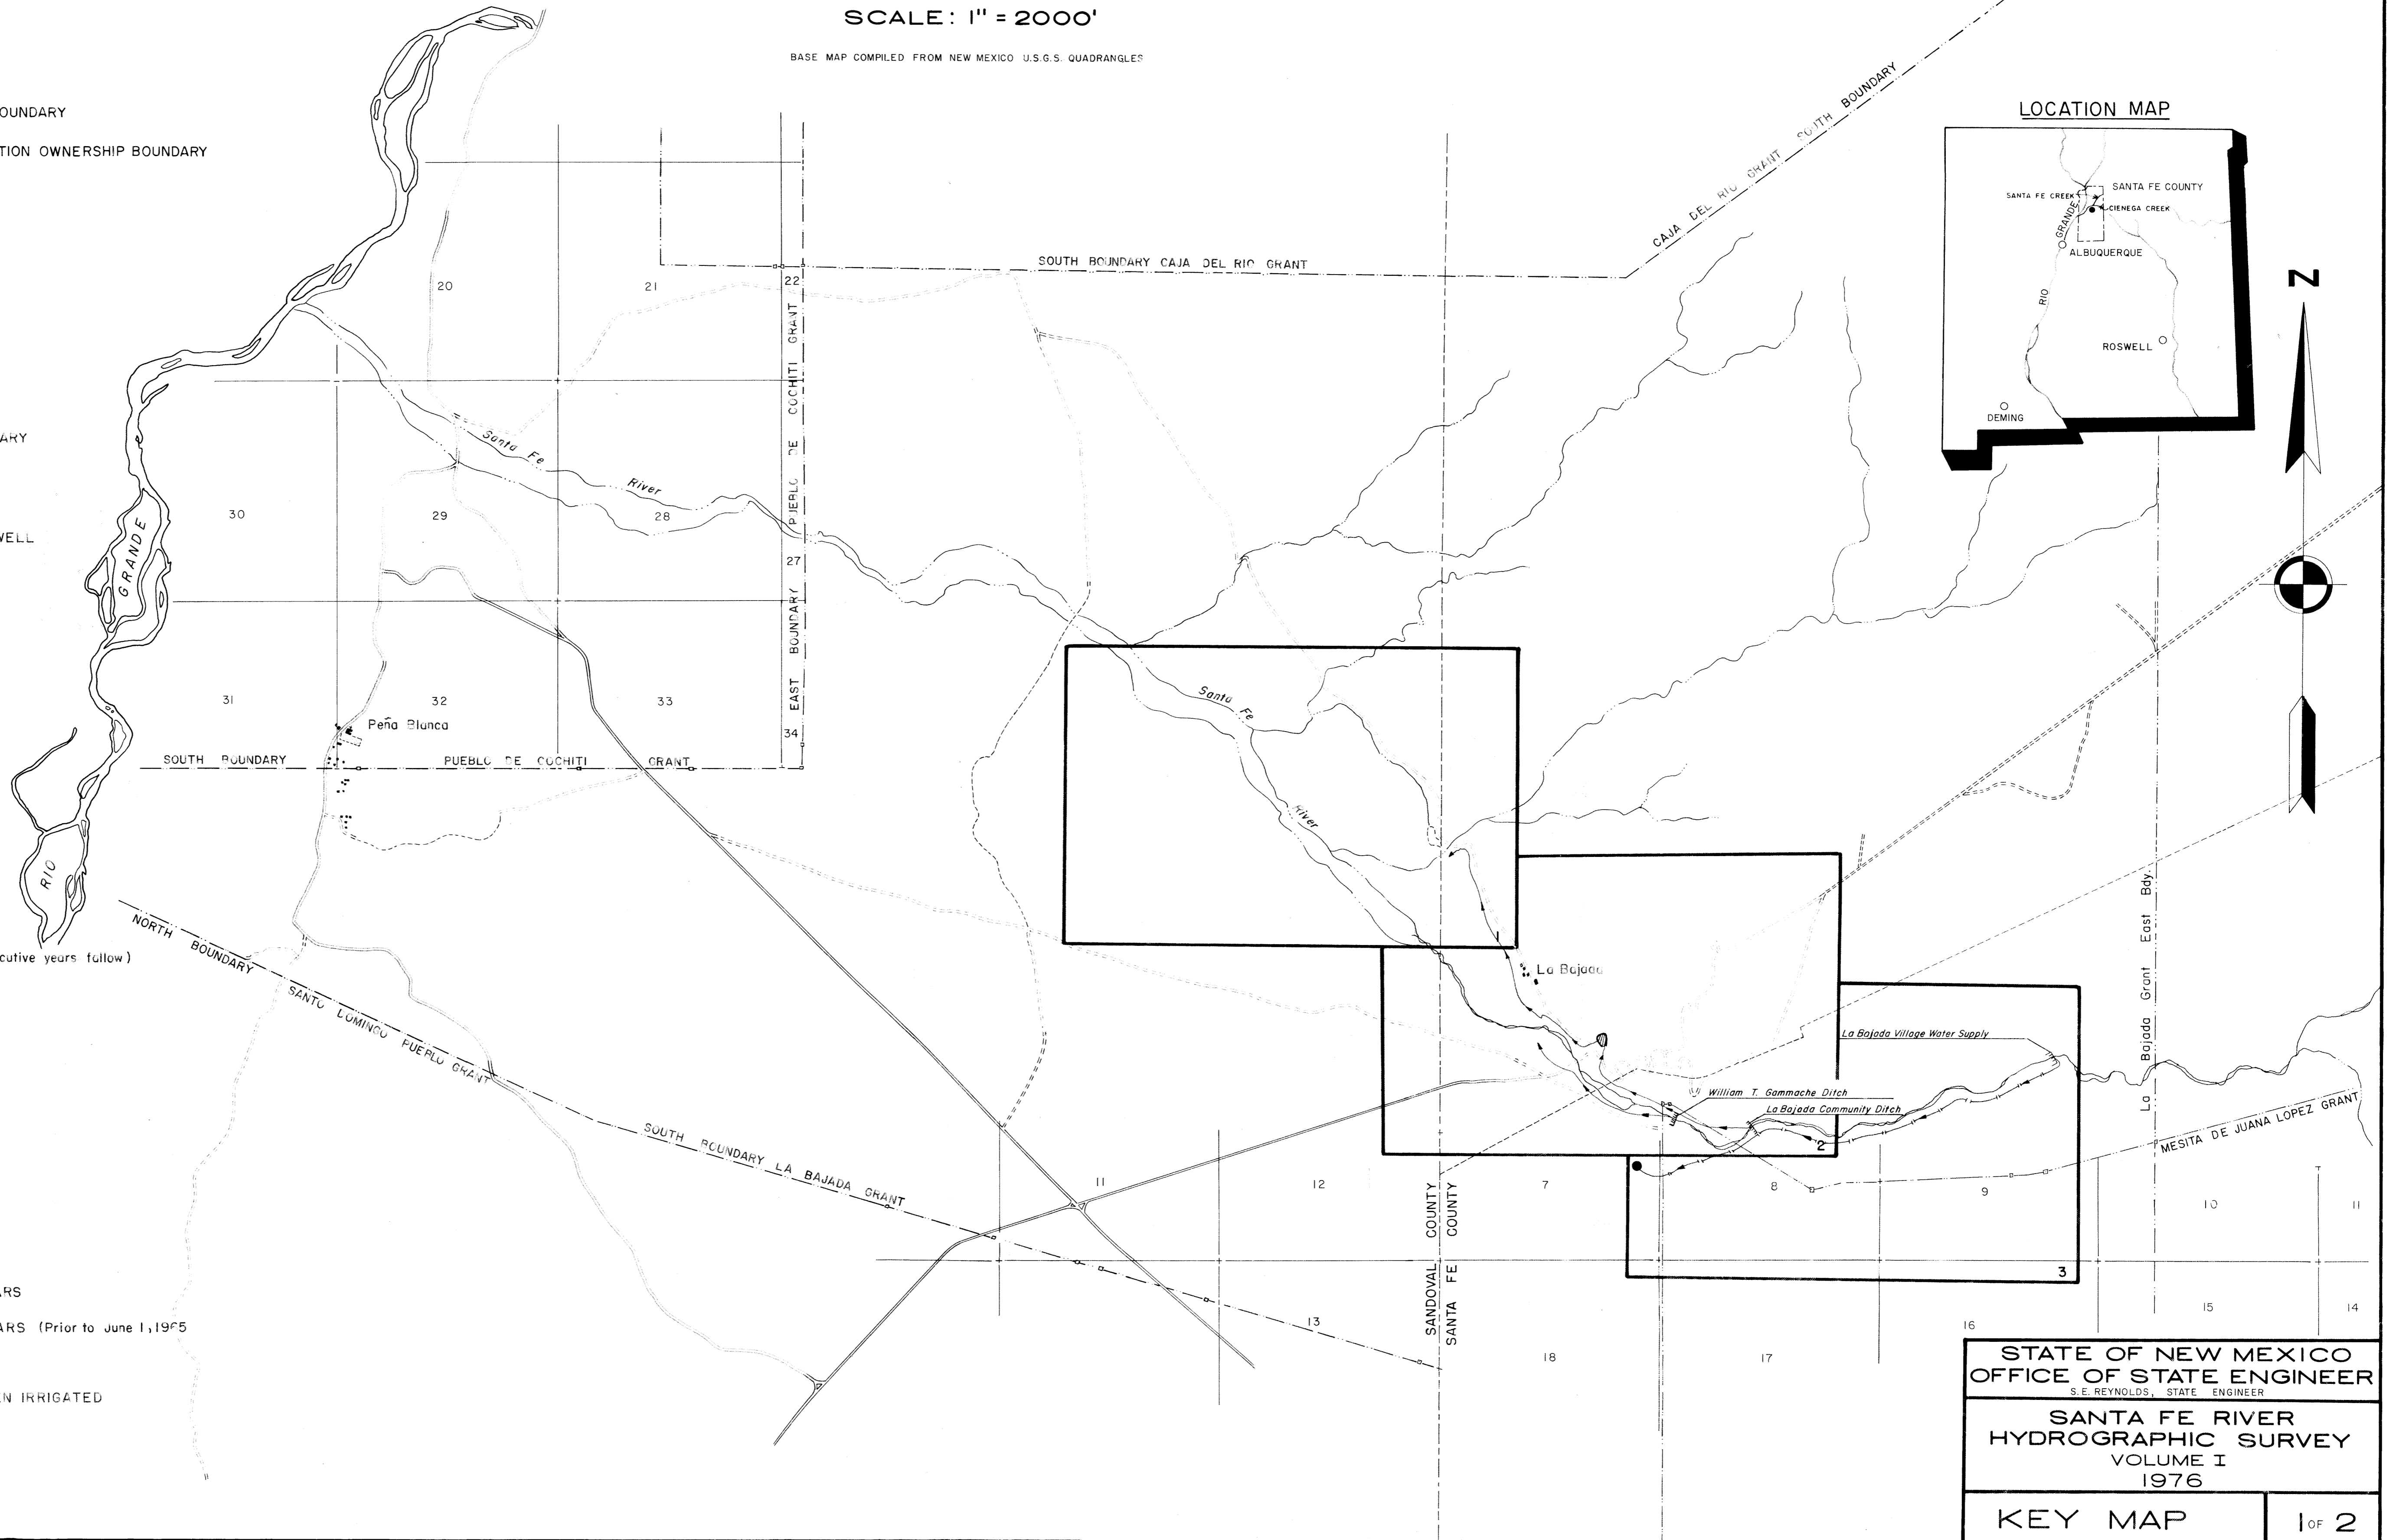 SCALE: 1" = 2000'
BASE MAP COMPILED FROM NEW MEXICO U.S.G.S. QUADRANGLES
OUNDARY
TION OWNERSHIP BOUNDARY
ARY
VELL
cutive years follow)
ARS
ARS (Prior to June 1, 1965
N IRRIGATED
CAJA DEL RIO GRANT SOUTH BOUNDARY
SOUTH BOUNDARY CAJA DEL RIO GRANT
LOCATION MAP
SANTA FE CREEK
SANTA FE COUNTY
CIENEGA CREEK
RIO GRANDE
ALBUQUERQUE
ROSWELL
DEMING
N
20
21
22
30
29
28
27
31
32
33
34
EAST BOUNDARY PUEBLO DE COCHITI GRANT
Santa Fe River
RIO GRANDE
Peña Blanca
SOUTH BOUNDARY PUEBLO DE COCHITI GRANT
NORTH BOUNDARY SANTO DOMINGO PUEBLO GRANT
SOUTH BOUNDARY LA BAJADA GRANT
Santa Fe River
1
La Bajada
La Bajada Village Water Supply
William T. Gammache Ditch
La Bajada Community Ditch
2
La Bajada Grant East Bdy.
MESITA DE JUANA LOPEZ GRANT
11
12
7
8
9
10
11
SANDOVAL COUNTY
SANTA FE COUNTY
3
13
18
17
16
15
14
STATE OF NEW MEXICO
OFFICE OF STATE ENGINEER
S.E. REYNOLDS, STATE ENGINEER
SANTA FE RIVER
HYDROGRAPHIC SURVEY
VOLUME I
1976
KEY MAP
1 OF 2